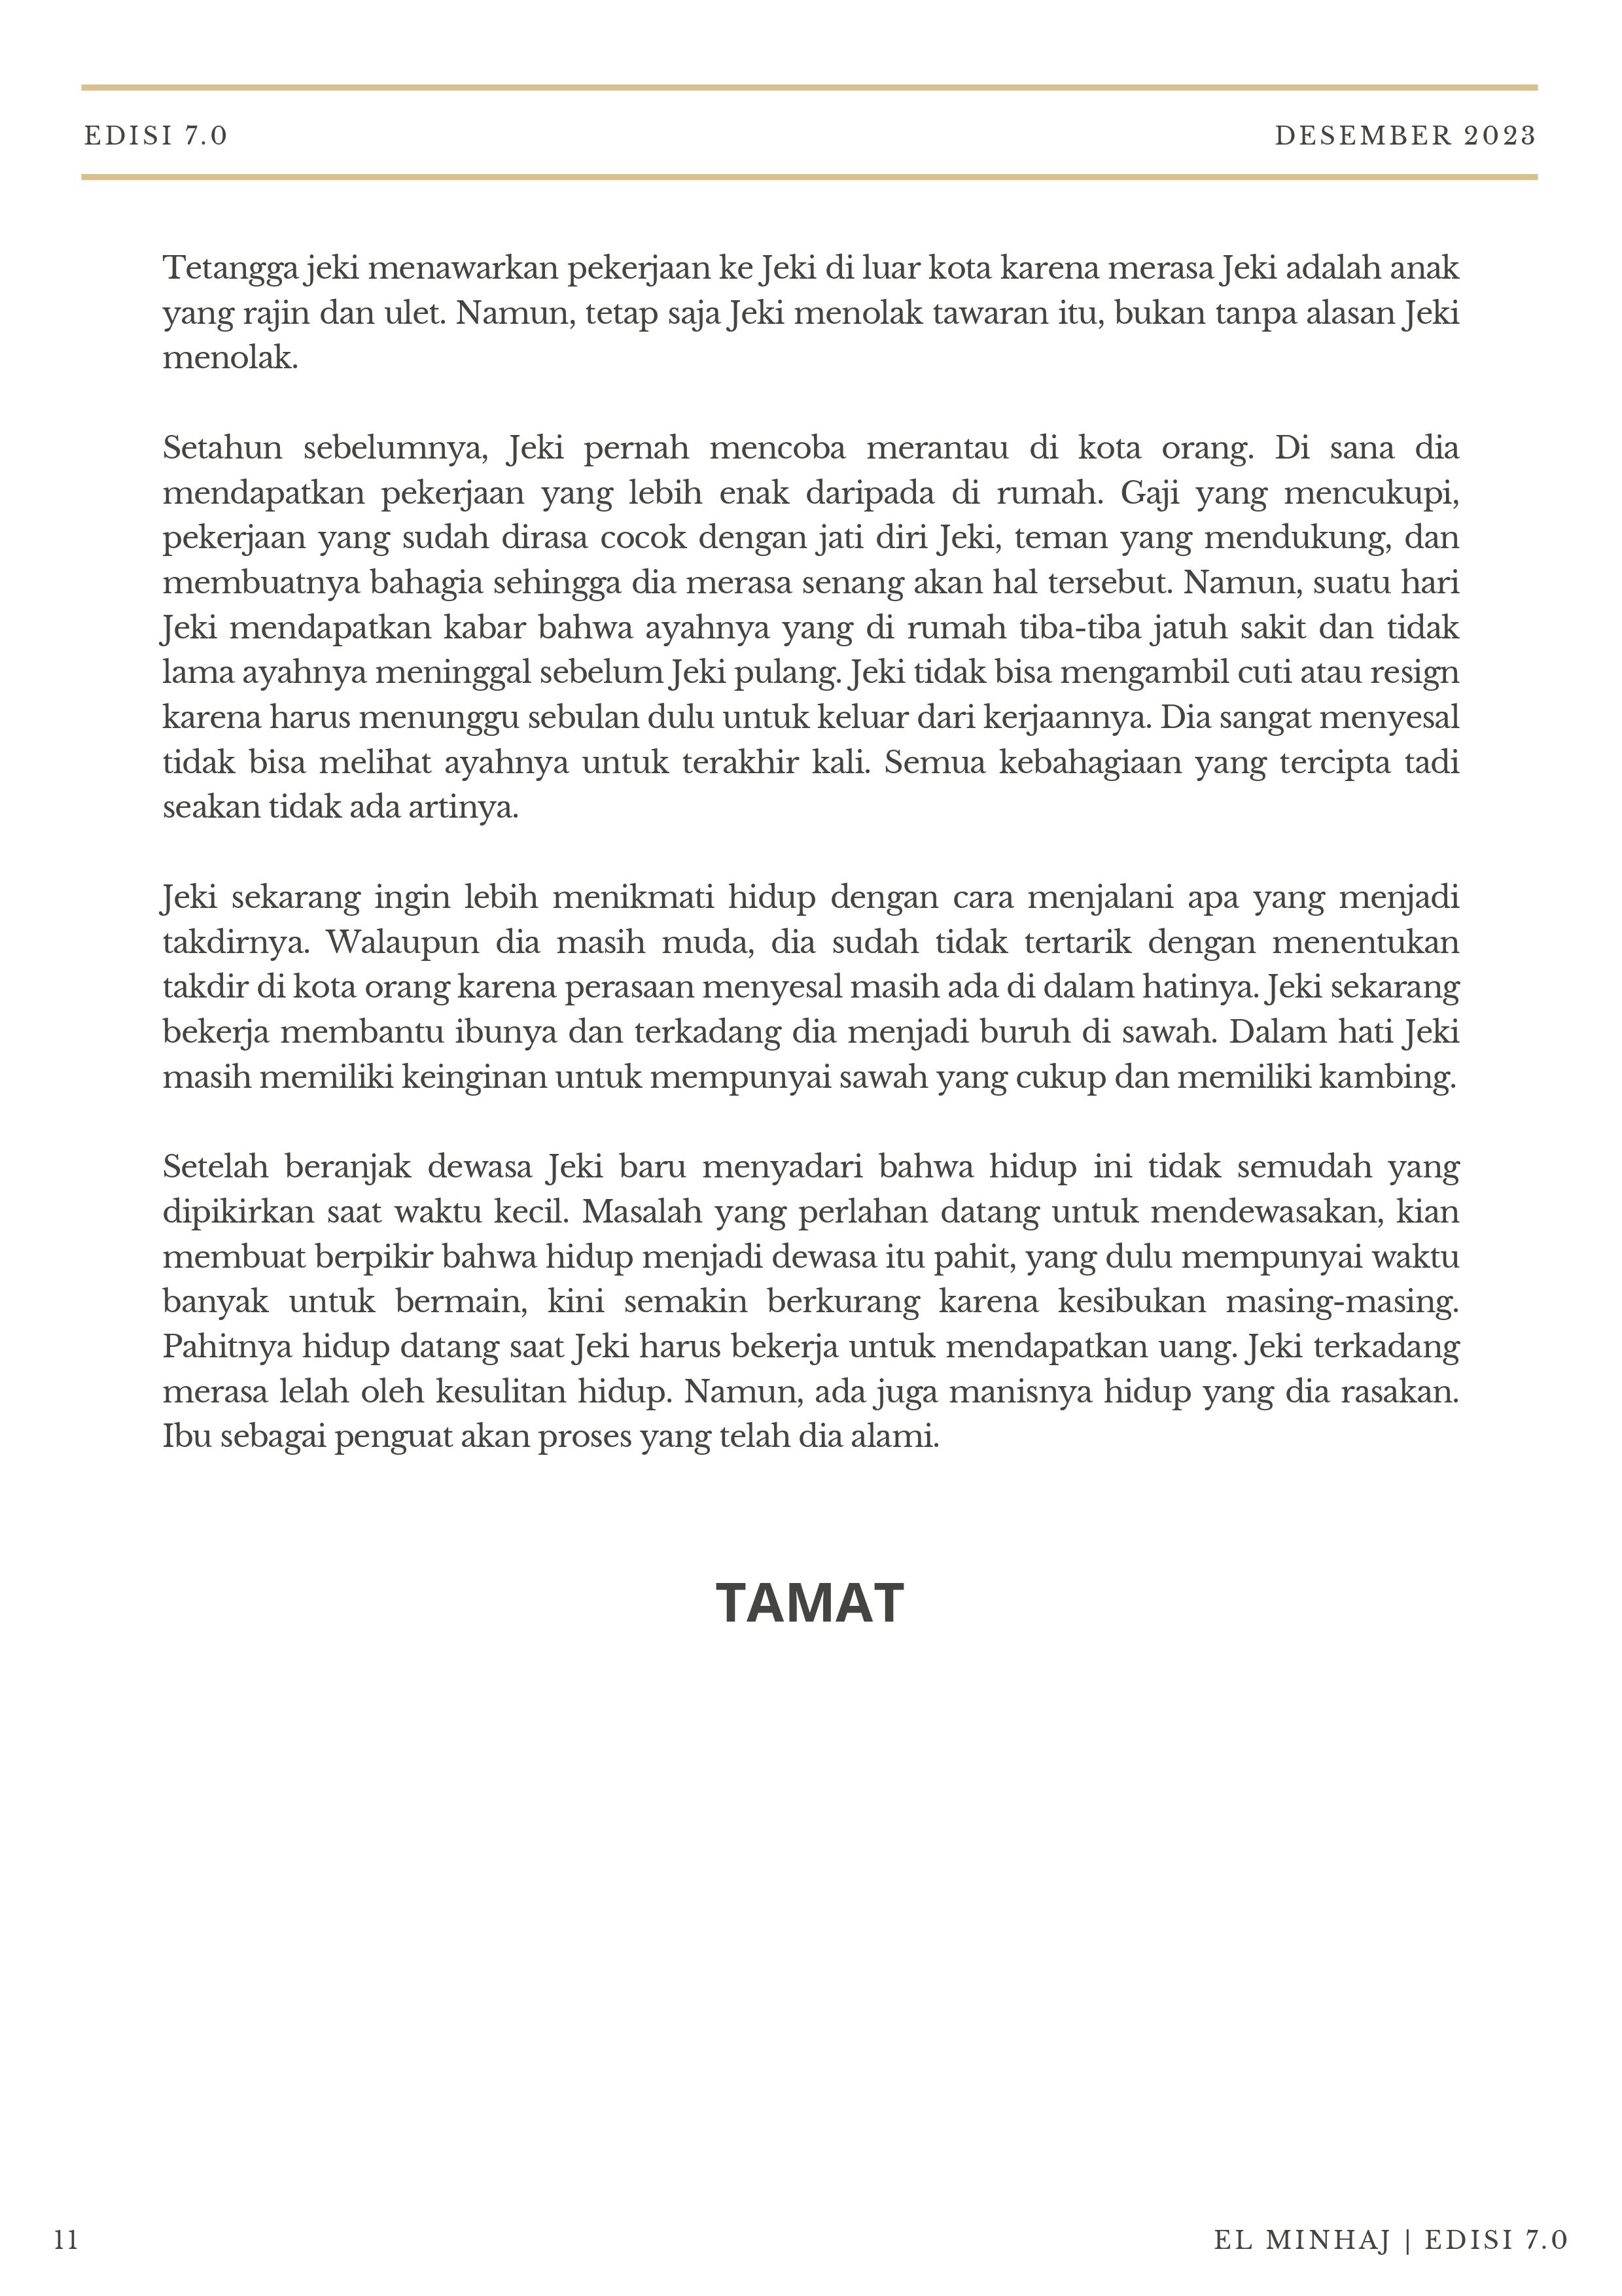 EDISI 7.0
DESEMBER 2023
Tetangga jeki menawarkan pekerjaan ke Jeki di luar kota karena merasa Jeki adalah anak
yang rajin dan ulet. Namun, tetap saja Jeki menolak tawaran itu, bukan tanpa alasan Jeki
menolak.
Setahun sebelumnya, Jeki pernah mencoba merantau di kota orang. Di sana dia
mendapatkan pekerjaan yang lebih enak daripada di rumah. Gaji yang mencukupi,
pekerjaan yang sudah dirasa cocok dengan jati diri Jeki, teman yang mendukung, dan
membuatnya bahagia sehingga dia merasa senang akan hal tersebut. Namun, suatu hari
Jeki mendapatkan kabar bahwa ayahnya yang di rumah tiba-tiba jatuh sakit dan tidak
lama ayahnya meninggal sebelum Jeki pulang. Jeki tidak bisa mengambil cuti atau resign
karena harus menunggu sebulan dulu untuk keluar dari kerjaannya. Dia sangat menyesal
tidak bisa melihat ayahnya untuk terakhir kali. Semua kebahagiaan yang tercipta tadi
seakan tidak ada artinya.
Jeki sekarang ingin lebih menikmati hidup dengan cara menjalani apa yang menjadi
takdirnya. Walaupun dia masih muda, dia sudah tidak tertarik dengan menentukan
takdir di kota orang karena perasaan menyesal masih ada di dalam hatinya. Jeki sekarang
bekerja membantu ibunya dan terkadang dia menjadi buruh di sawah. Dalam hati Jeki
masih memiliki keinginan untuk mempunyai sawah yang cukup dan memiliki kambing.
Setelah beranjak dewasa Jeki baru menyadari bahwa hidup ini tidak semudah yang
dipikirkan saat waktu kecil. Masalah yang perlahan datang untuk mendewasakan, kian
membuat berpikir bahwa hidup menjadi dewasa itu pahit, yang dulu mempunyai waktu
banyak untuk bermain, kini semakin berkurang karena kesibukan masing-masing.
Pahitnya hidup datang saat Jeki harus bekerja untuk mendapatkan uang. Jeki terkadang
merasa lelah oleh kesulitan hidup. Namun, ada juga manisnya hidup yang dia rasakan.
Ibu sebagai penguat akan proses yang telah dia alami.
TAMAT
11
EL MINHAJ | EDISI 7.0